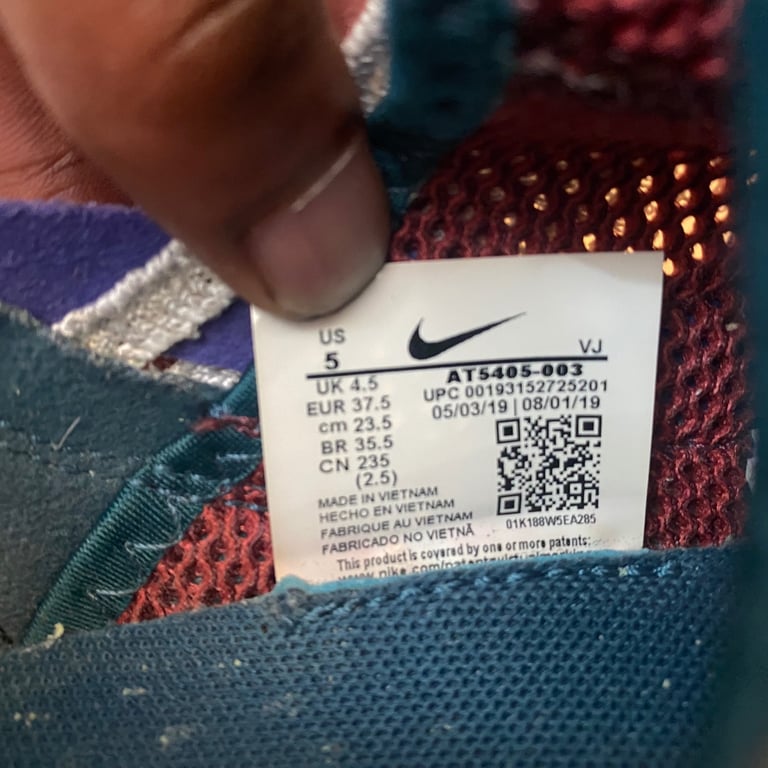 US
5
VJ
UK 4.5
EUR 37.5
cm 23.5
BR 35.5
CN 235
(2.5)
AT5405-003
UPC 00193152725201
05/03/19 | 08/01/19
01K188W5EA285
MADE IN VIETNAM
HECHO EN VIETNAM
FABRIQUE AU VIETNAM
FABRICADO NO VIETNÃ
This product is covered by one or more patents: